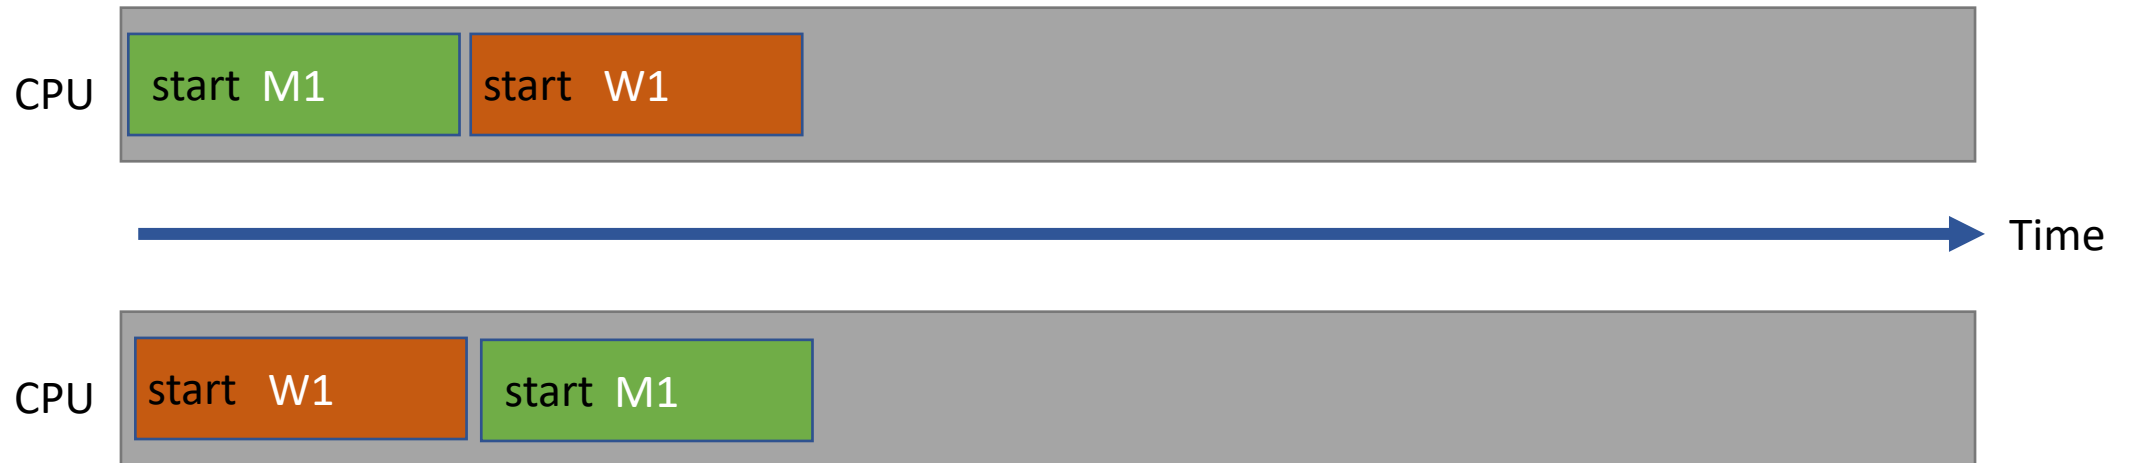 CPU start M1 start W1
Time
CPU start W1 start M1